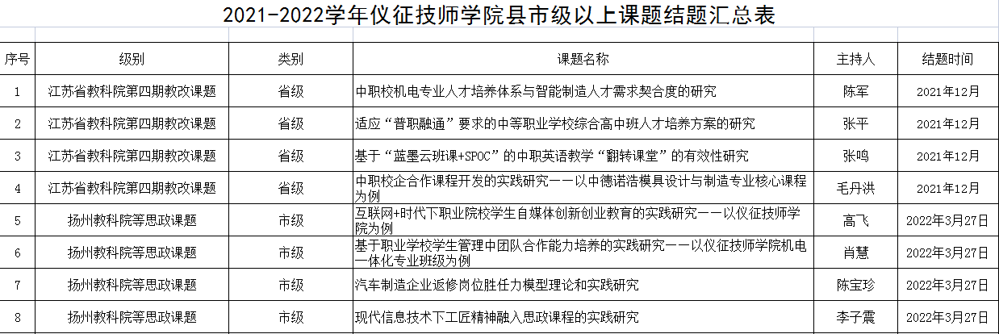 2021-2022学年仪征技师学院县市级以上课题结题汇总表
序号 级别 类别 课题名称 主持人 结题时间
1 江苏省教科院第四期教改课题 省级 中职校机电专业人才培养体系与智能制造人才需求契合度的研究 陈军 2021年12月
2 江苏省教科院第四期教改课题 省级 适应“普职融通”要求的中等职业学校综合高中班人才培养方案的研究 张平 2021年12月
3 江苏省教科院第四期教改课题 省级 基于“蓝墨云班课+SPOC”的中职英语教学“翻转课堂”的有效性研究 张鸣 2021年12月
4 江苏省教科院第四期教改课题 省级 中职校企合作课程开发的实践研究——以中德诺浩模具设计与制造专业核心课程
为例 毛丹洪 2021年12月
5 扬州教科院等思政课题 市级 互联网+时代下职业院校学生自媒体创新创业教育的实践研究——以仪征技师学
院为例 高飞 2022年3月27日
6 扬州教科院等思政课题 市级 基于职业学校学生管理中团队合作能力培养的实践研究——以仪征技师学院机电
一体化专业班级为例 肖慧 2022年3月27日
7 扬州教科院等思政课题 市级 汽车制造企业返修岗位胜任力模型理论和实践研究 陈宝珍 2022年3月27日
8 扬州教科院等思政课题 市级 现代信息技术下工匠精神融入思政课程的实践研究 李子震 2022年3月27日